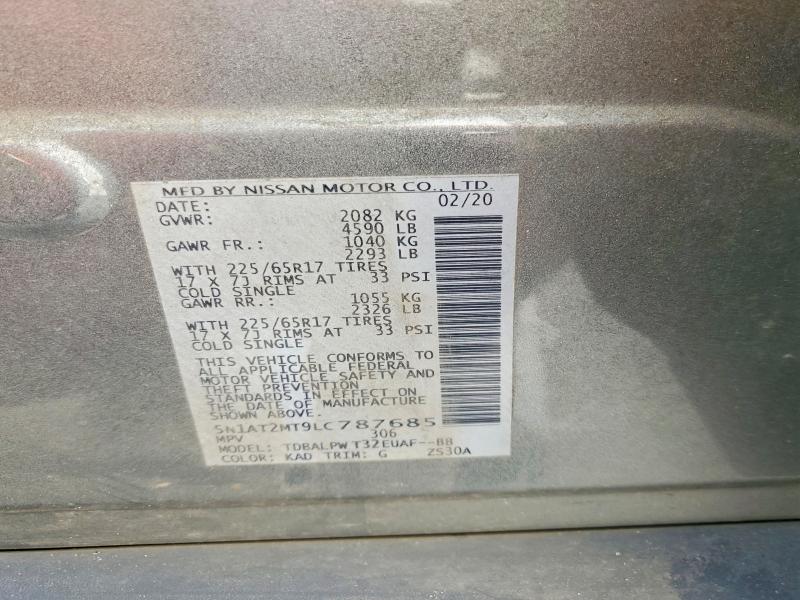 MFD BY NISSAN MOTOR CO., LTD.
DATE: 02/20
GVWR: 2082 KG
4590 LB
GAWR FR.: 1040 KG
2293 LB
WITH 225/65R17 TIRES
17 X 7J RIMS AT 33 PSI
COLD SINGLE
GAWR RR.: 1055 KG
2326 LB
WITH 225/65R17 TIRES
17 X 7J RIMS AT 33 PSI
COLD SINGLE
THIS VEHICLE CONFORMS TO
ALL APPLICABLE FEDERAL
MOTOR VEHICLE SAFETY AND
THEFT PREVENTION
STANDARDS IN EFFECT ON
THE DATE OF MANUFACTURE
SHOWN ABOVE.
5N1AT2MT9LC787685
MPV 306
MODEL: TDBALPW T32EUAF--BB
COLOR: KAD TRIM: G ZS30A